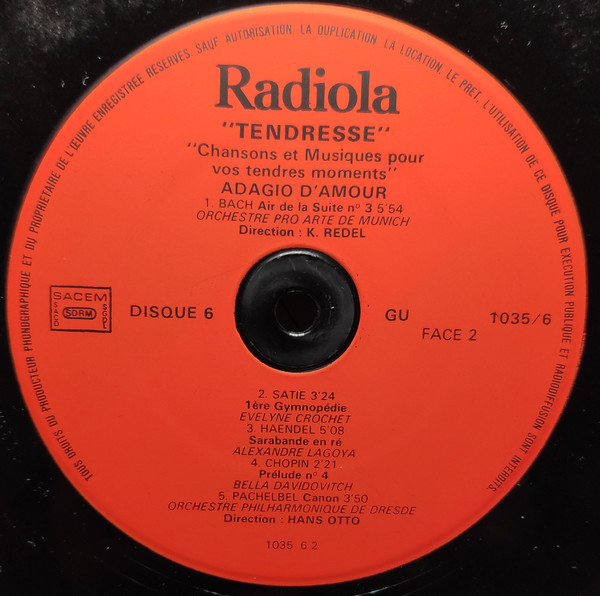 TOUS DROITS DU PRODUCTEUR PHONOGRAPHIQUE ET DU PROPRIETAIRE DE L'ŒUVRE ENREGISTREE RESERVES. SAUF AUTORISATION, LA DUPLICATION, LA LOCATION, LE PRET, L'UTILISATION DE CE DISQUE POUR EXECUTION PUBLIQUE ET RADIODIFFUSION SONT INTERDITS.
Radiola
"TENDRESSE"
"Chansons et Musiques pour
vos tendres moments"
ADAGIO D'AMOUR
1. BACH Air de la Suite nº 3 5'54
ORCHESTRE PRO ARTE DE MUNICH
Direction : K. REDEL
SACEM
SACD
SDRM
SGDL
DISQUE 6
GU
1035/6
FACE 2
2. SATIE 3'24
1ère Gymnopédie
EVELYNE CROCHET
3. HAENDEL 5'08
Sarabande en ré
ALEXANDRE LAGOYA
4. CHOPIN 2'21
Prélude nº 4
BELLA DAVIDOVITCH
5. PACHELBEL Canon 3'50
ORCHESTRE PHILHARMONIQUE DE DRESDE
Direction : HANS OTTO
1035 6 2